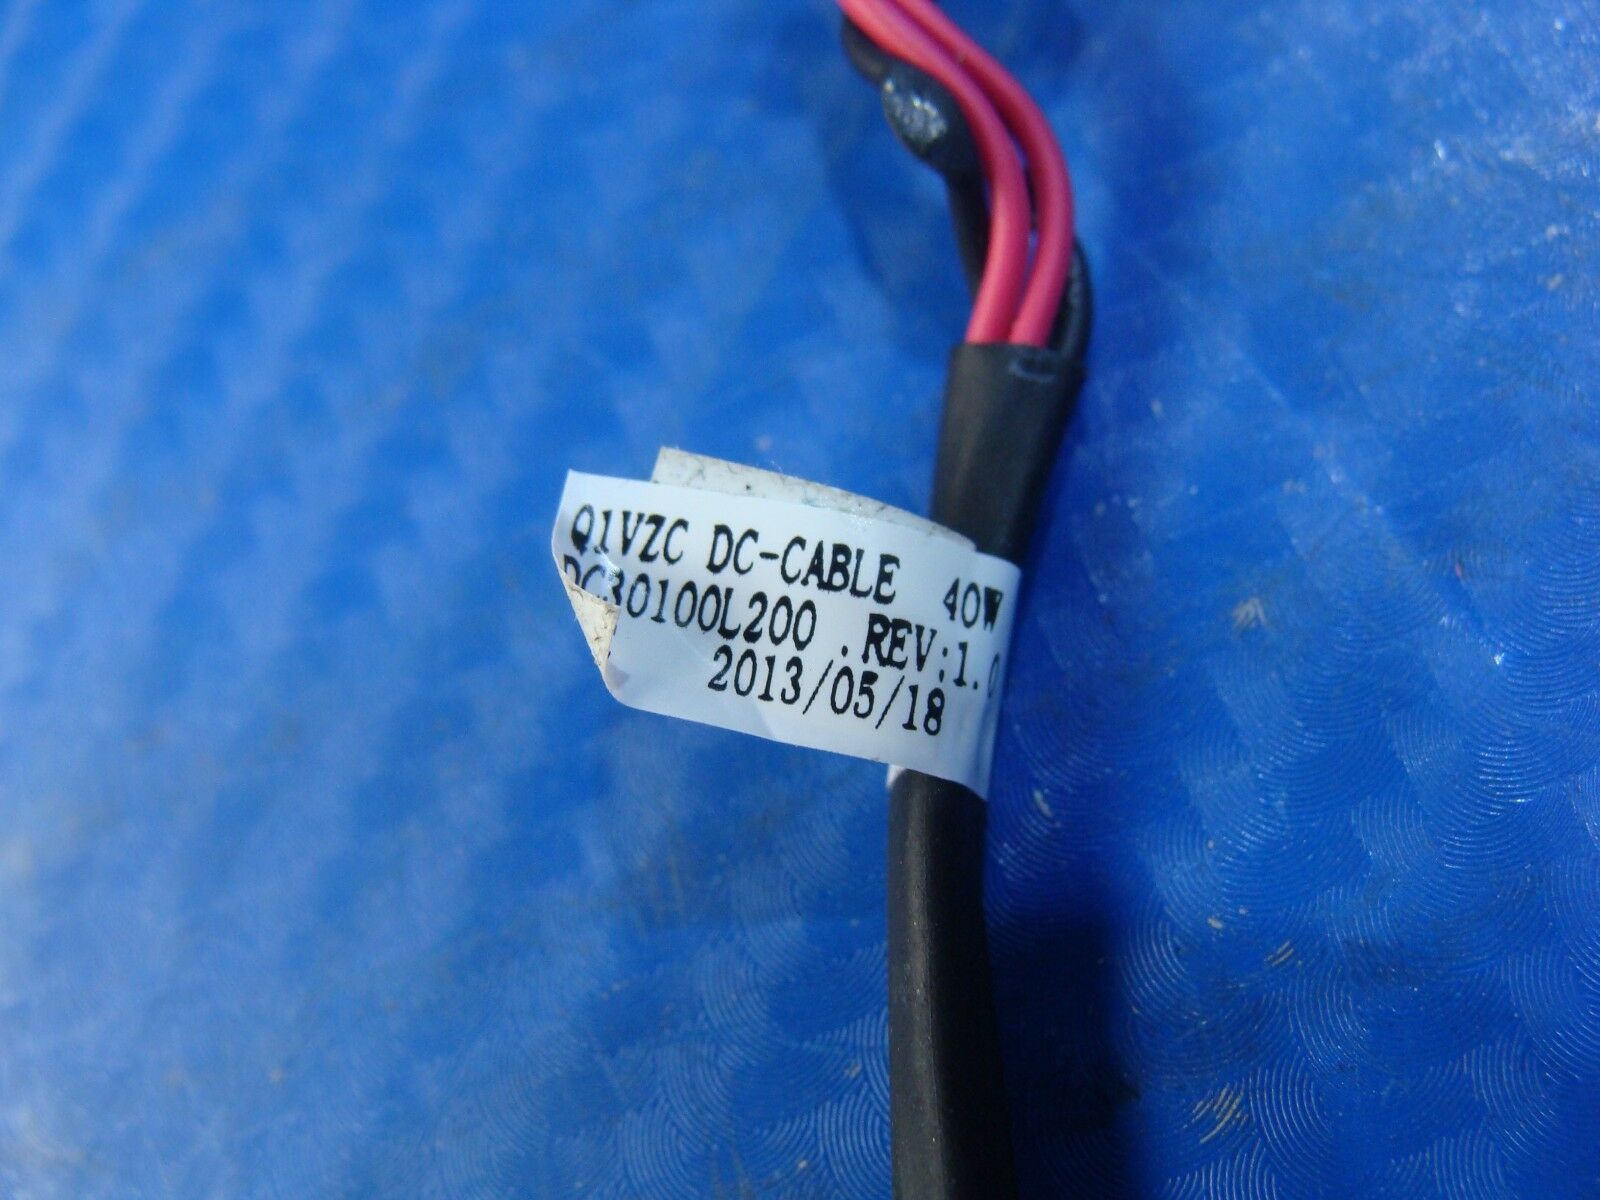 Q1VZC DC-CABLE 40W
DC30100L200 .REV:1.0
2013/05/18